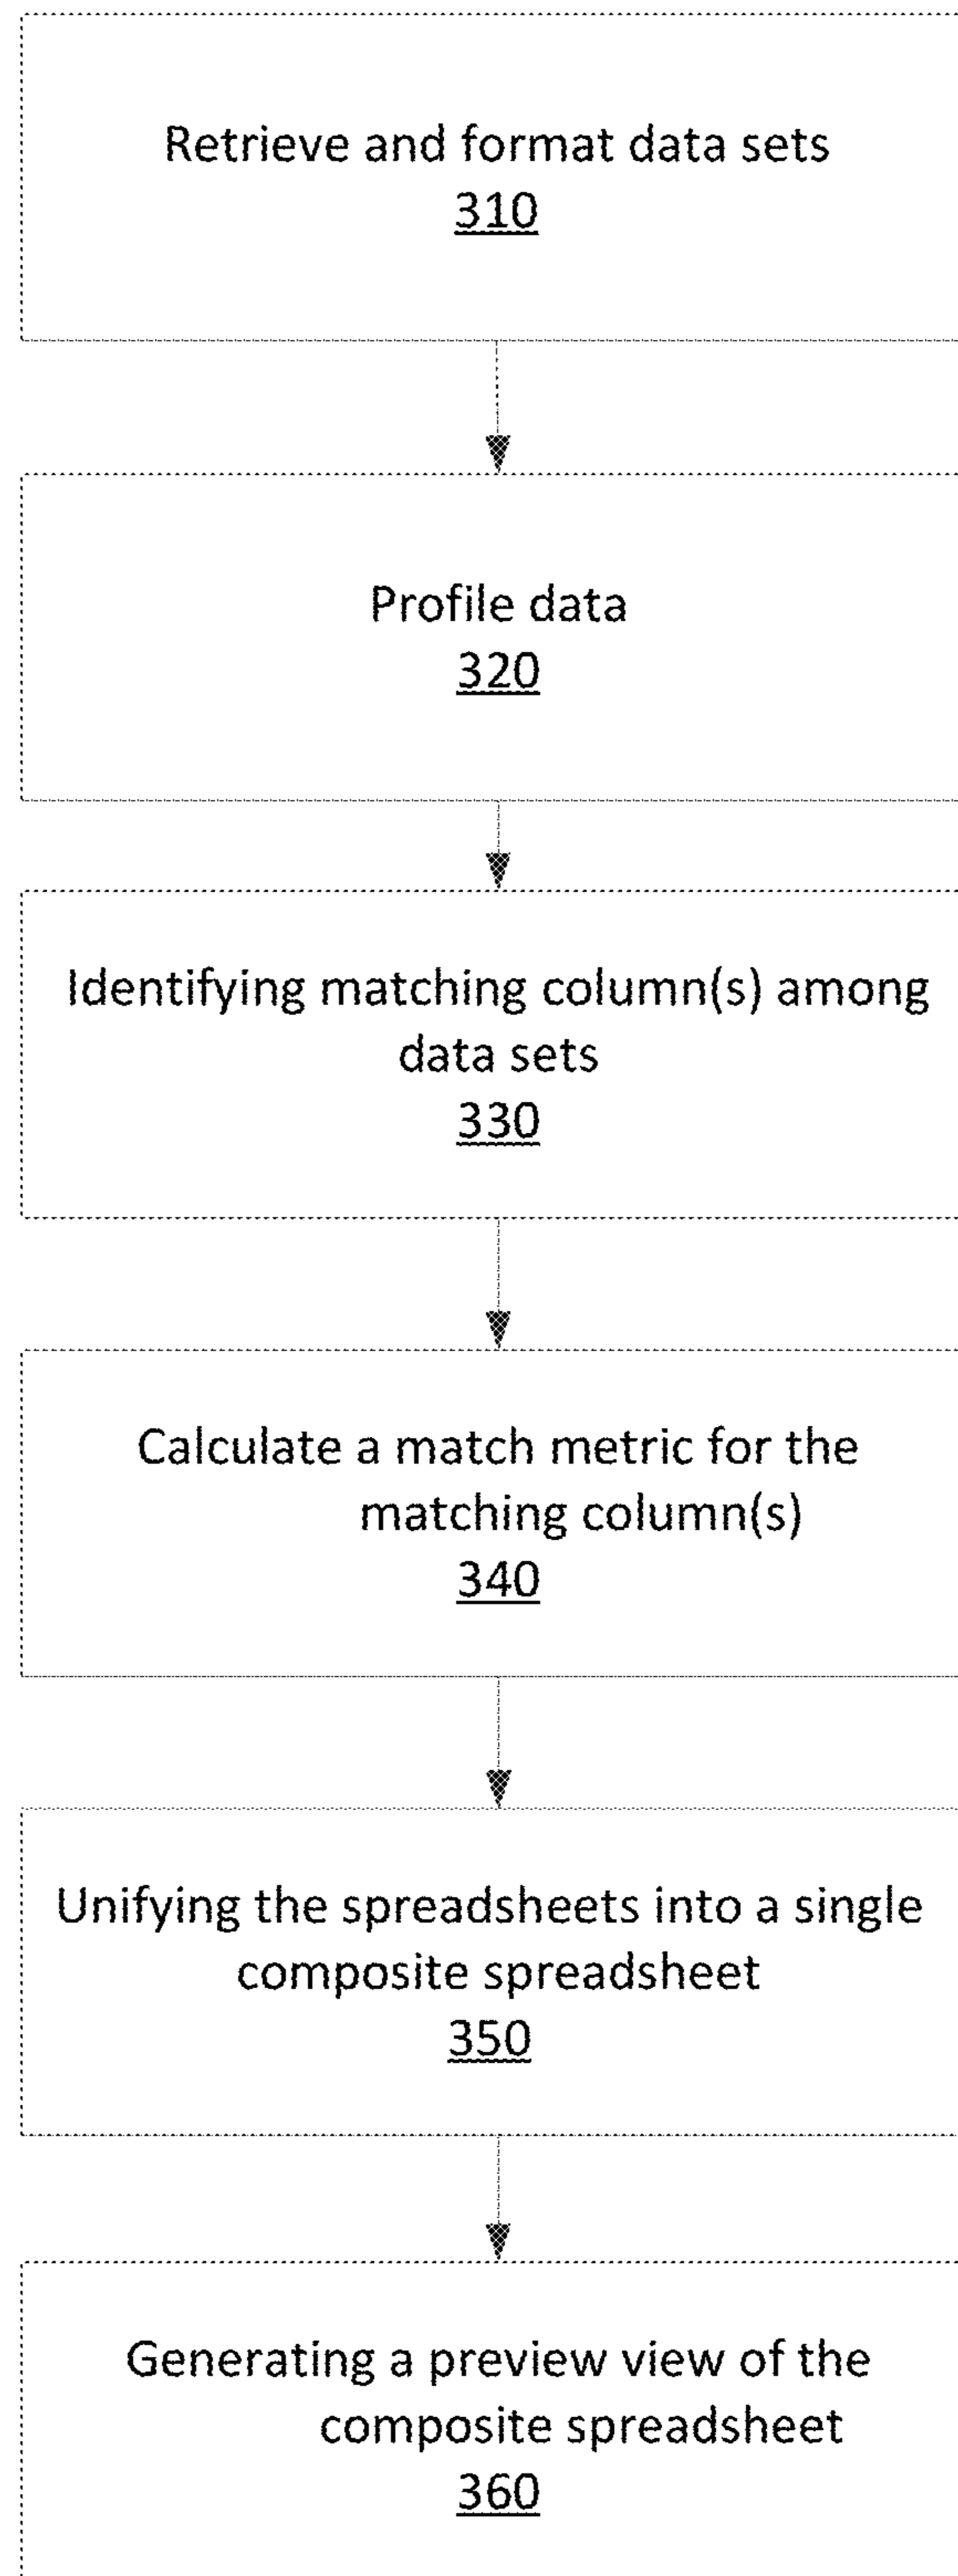 Retrieve and format data sets
310
Profile data
320
Identifying matching column(s) among
data sets
330
Calculate a match metric for the
matching column(s)
340
Unifying the spreadsheets into a single
composite spreadsheet
350
Generating a preview view of the
composite spreadsheet
360